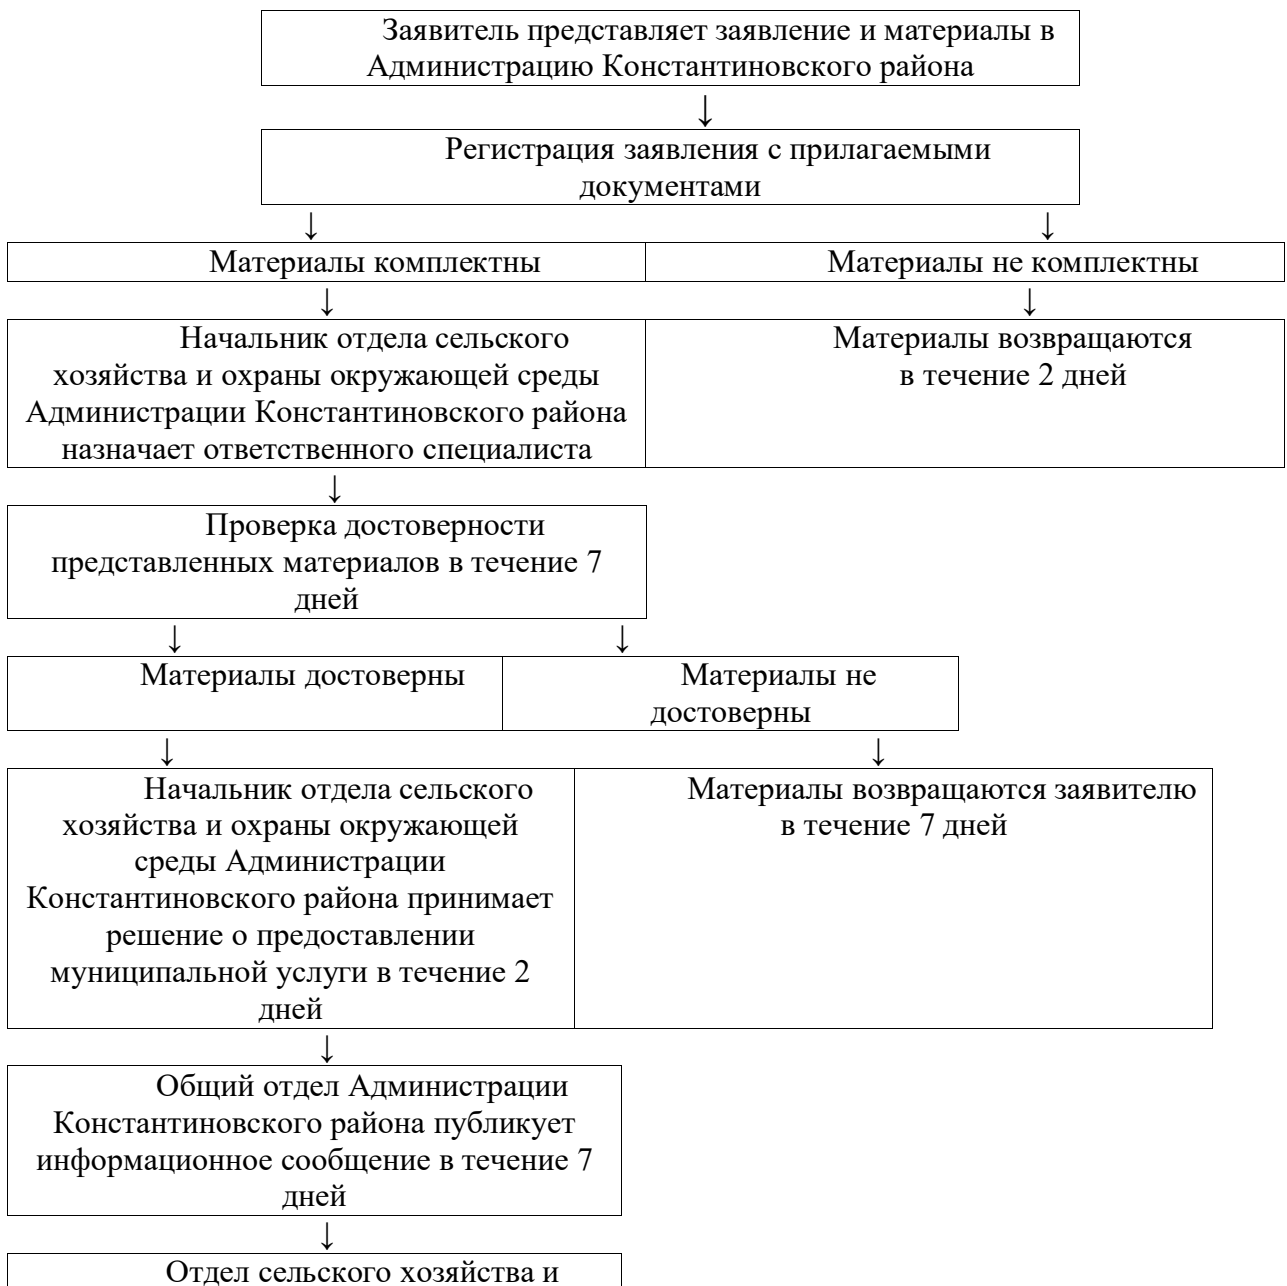 Заявитель представляет заявление и материалы в
Администрацию Константиновского района
↓
Регистрация заявления с прилагаемыми
документами
↓ ↓
Материалы комплектны
Материалы не комплектны
↓ ↓
Начальник отдела сельского
хозяйства и охраны окружающей среды
Администрации Константиновского района
назначает ответственного специалиста
Материалы возвращаются
в течение 2 дней
↓
Проверка достоверности
представленных материалов в течение 7
дней
↓ ↓
Материалы достоверны
Материалы не
достоверны
↓ ↓
Начальник отдела сельского
хозяйства и охраны окружающей
среды Администрации
Константиновского района принимает
решение о предоставлении
муниципальной услуги в течение 2
дней
Материалы возвращаются заявителю
в течение 7 дней
↓
Общий отдел Администрации
Константиновского района публикует
информационное сообщение в течение 7
дней
↓
Отдел сельского хозяйства и